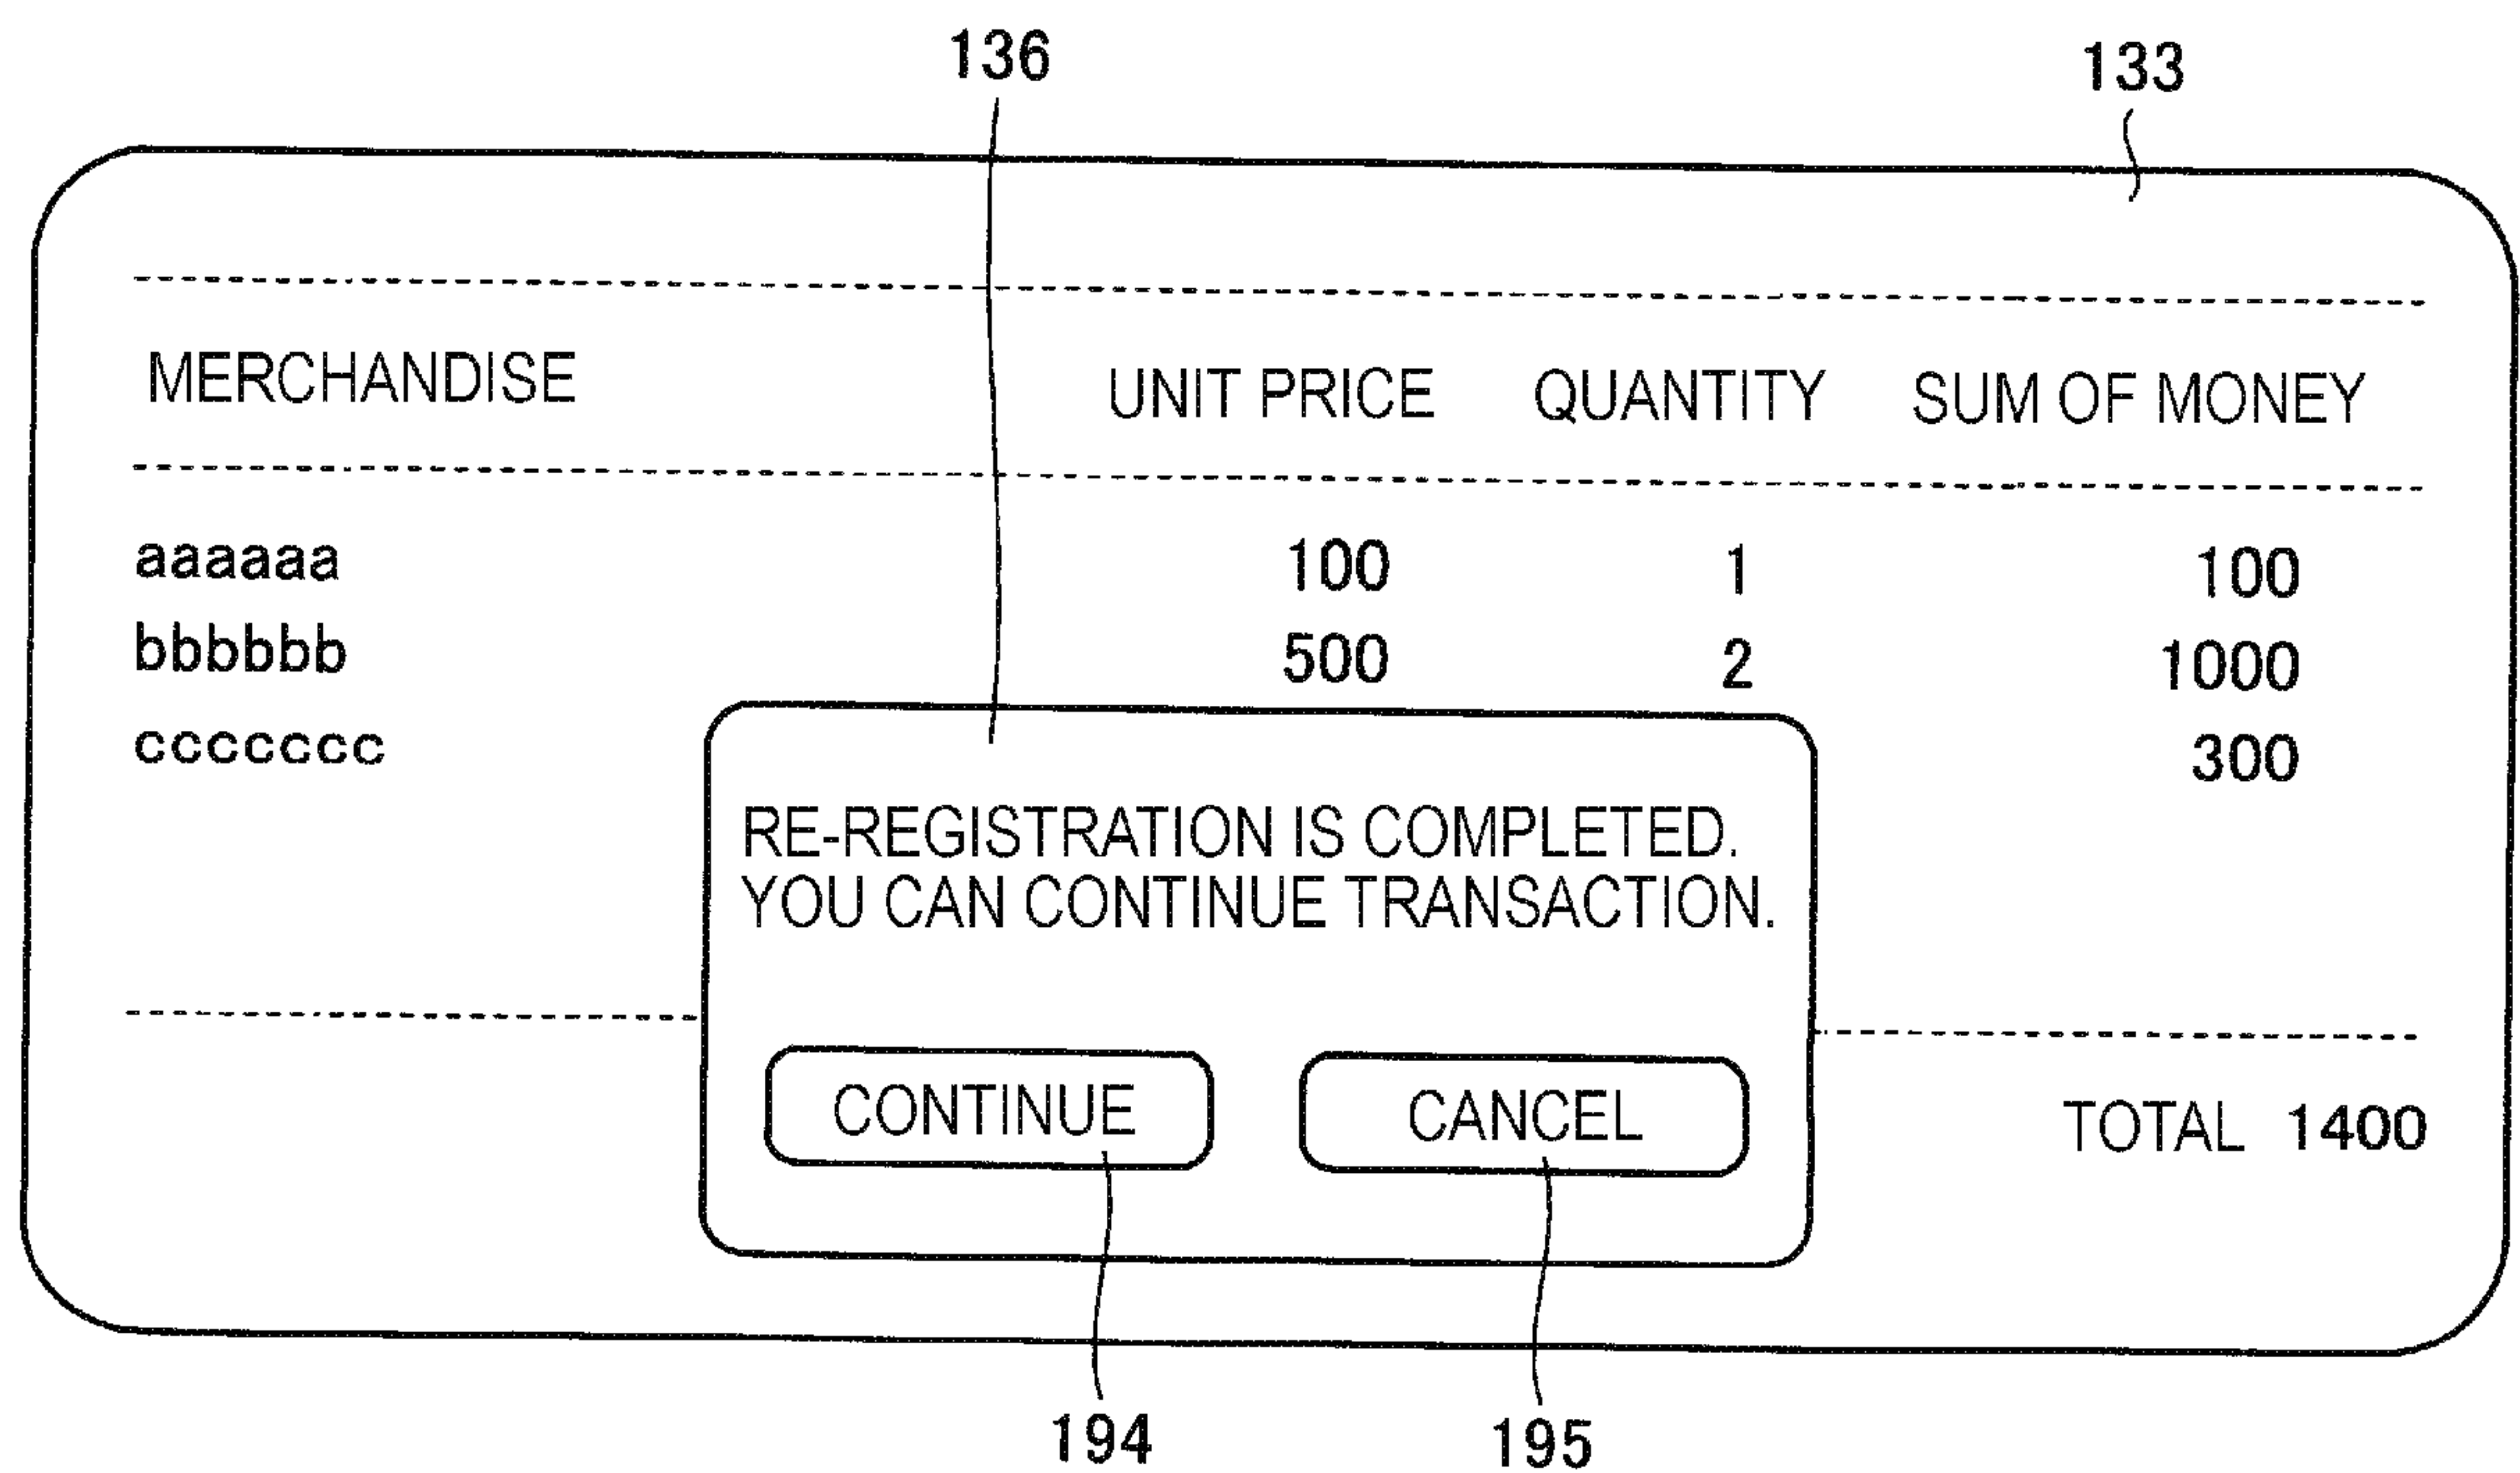 136 133
MERCHANDISE UNIT PRICE QUANTITY SUM OF MONEY
aaaaaa 100 1 100
bbbbbb 500 2 1000
ccccccc 300
RE-REGISTRATION IS COMPLETED.
YOU CAN CONTINUE TRANSACTION.
CONTINUE CANCEL TOTAL 1400
194 195